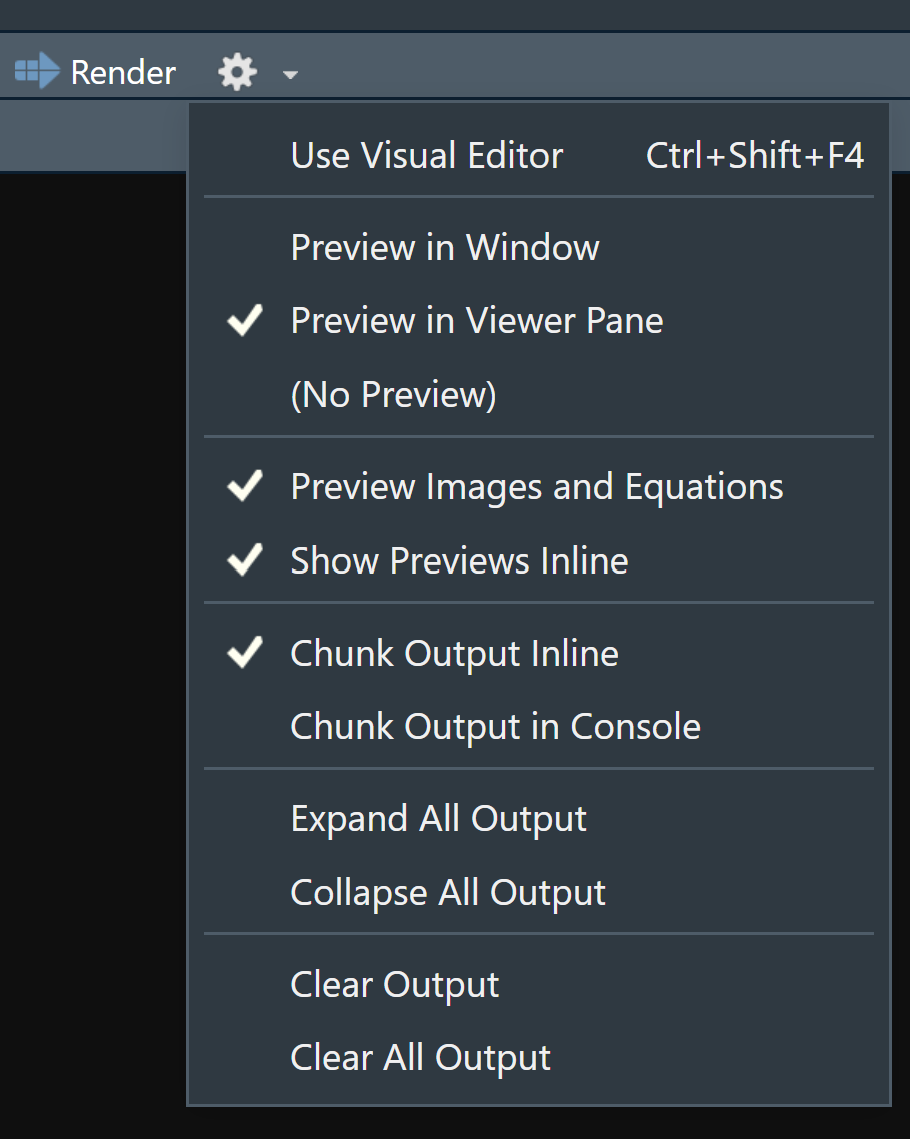 Render
Use Visual Editor Ctrl+Shift+F4
Preview in Window
Preview in Viewer Pane
(No Preview)
Preview Images and Equations
Show Previews Inline
Chunk Output Inline
Chunk Output in Console
Expand All Output
Collapse All Output
Clear Output
Clear All Output